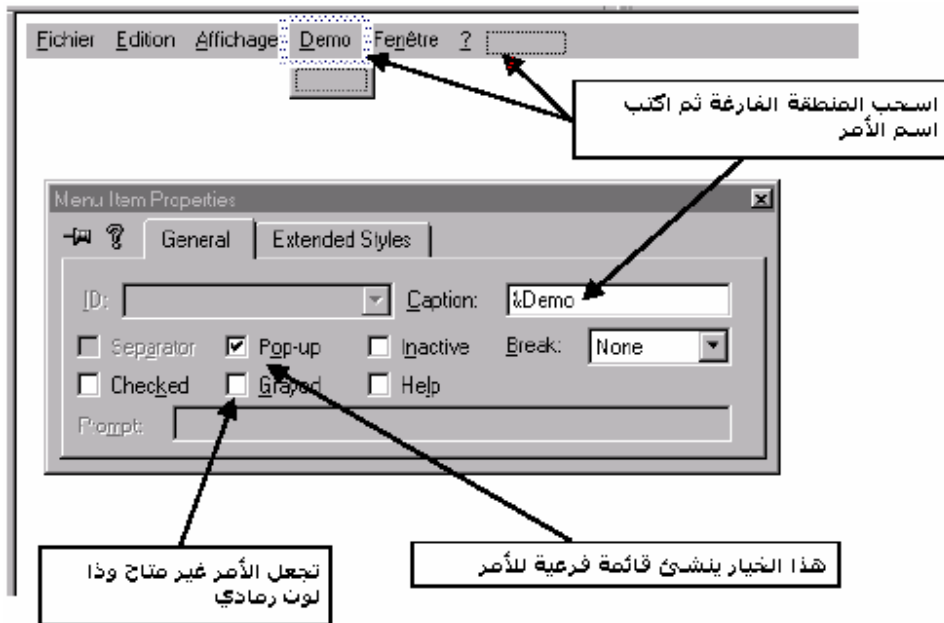 Fichier Edition Affichage Demo Fenêtre ?
اسحب المنطقة الفارغة ثم اكتب
اسم الأمر
Menu Item Properties
General Extended Styles
ID: Caption: &Demo
Separator Pop-up Inactive Break: None
Checked Grayed Help
Prompt:
تجعل الأمر غير متاح وذا
لون رمادي
هذا الخيار ينشئ قائمة فرعية للأمر